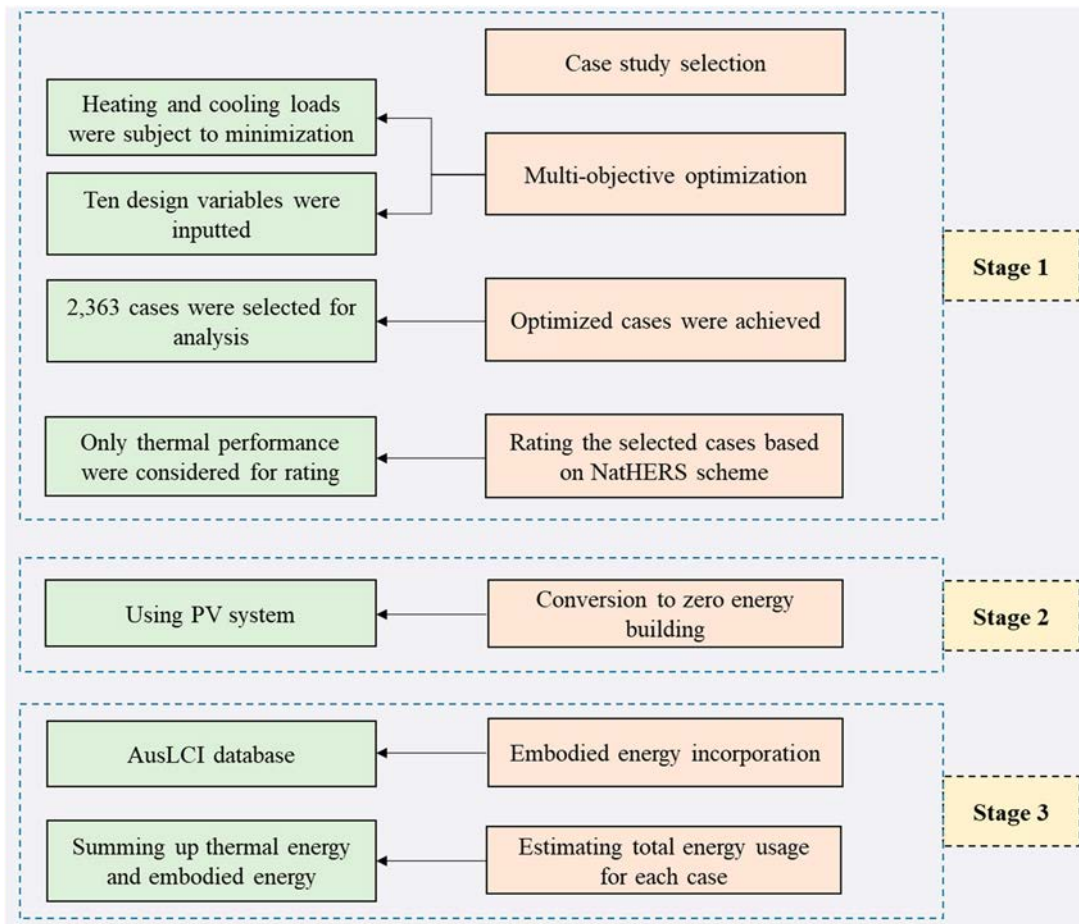 Case study selection
Heating and cooling loads
were subject to minimization
Multi-objective optimization
Ten design variables were
inputted
2,363 cases were selected for
analysis
Optimized cases were achieved
Only thermal performance
were considered for rating
Rating the selected cases based
on NatHERS scheme
Stage 1
Using PV system
Conversion to zero energy
building
Stage 2
AusLCI database
Embodied energy incorporation
Summing up thermal energy
and embodied energy
Estimating total energy usage
for each case
Stage 3